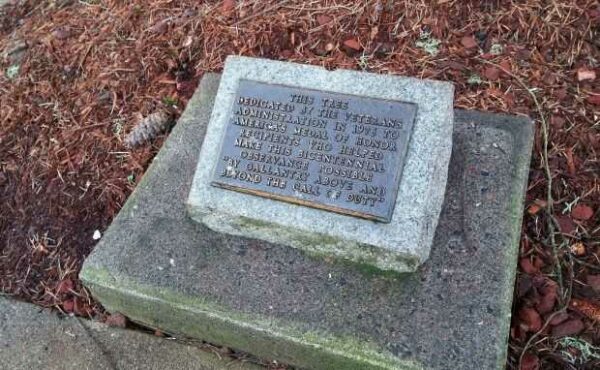 THIS TREE
DEDICATED BY THE VETERANS
ADMINISTRATION IN 1976 TO
AMERICA'S MEDAL OF HONOR
RECIPIENTS WHO HELPED
MAKE THIS BICENTENNIAL
OBSERVANCE POSSIBLE
"BY GALLANTRY ABOVE AND
BEYOND THE CALL OF DUTY"